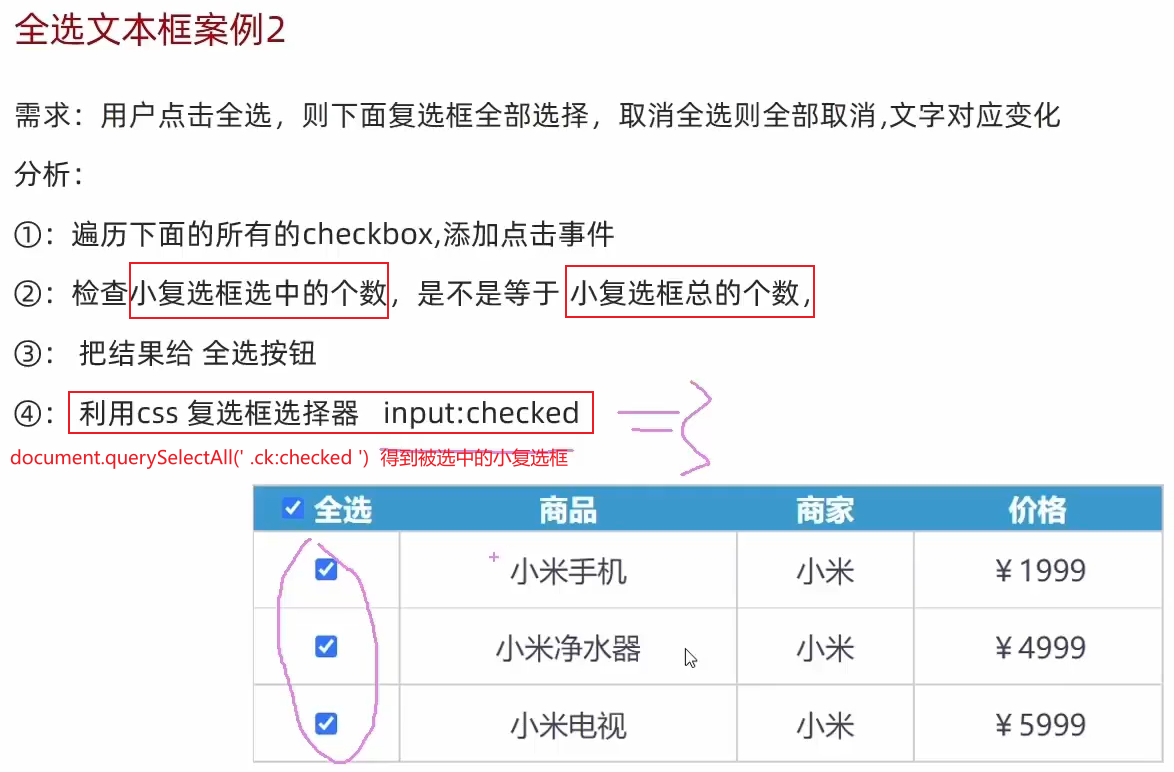 全选文本框案例2
需求：用户点击全选，则下面复选框全部选择，取消全选则全部取消,文字对应变化
分析：
①：遍历下面的所有的checkbox,添加点击事件
②：检查小复选框选中的个数，是不是等于 小复选框总的个数，
③： 把结果给 全选按钮
④： 利用css 复选框选择器 input:checked
document.querySelectAll(' .ck:checked ') 得到被选中的小复选框
全选 商品 商家 价格
小米手机 小米 ￥1999
小米净水器 小米 ￥4999
小米电视 小米 ￥5999